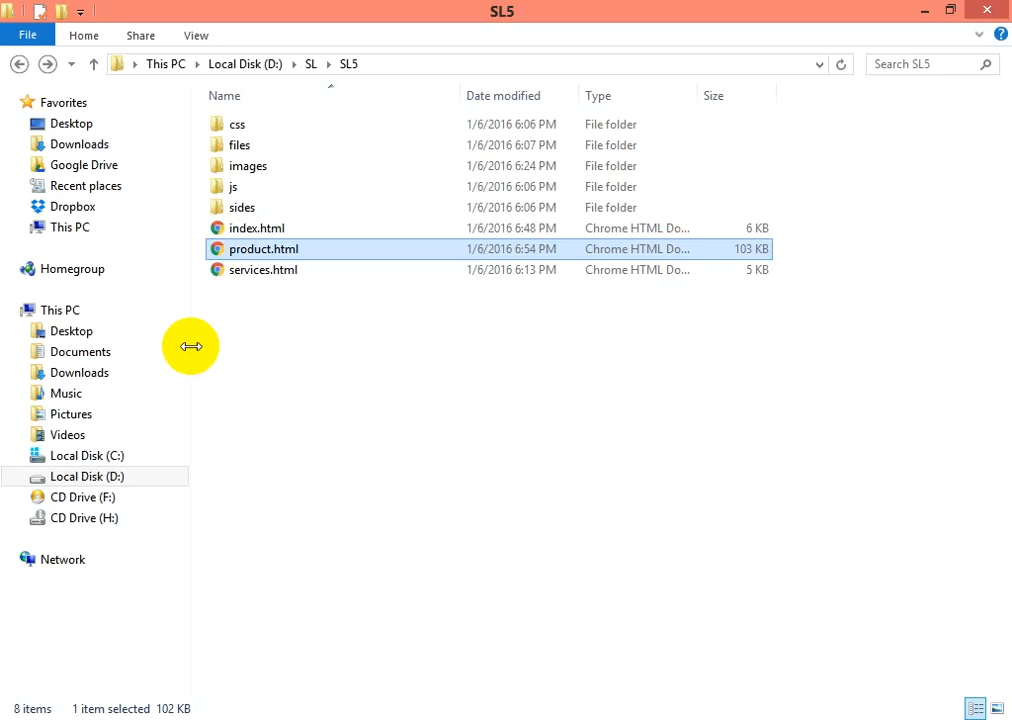 SL5
File Home Share View
This PC Local Disk (D:) SL SL5 Search SL5
Name Date modified Type Size
Favorites
Desktop
Downloads
Google Drive
Recent places
Dropbox
This PC
Homegroup
This PC
Desktop
Documents
Downloads
Music
Pictures
Videos
Local Disk (C:)
Local Disk (D:)
CD Drive (F:)
CD Drive (H:)
Network
css 1/6/2016 6:06 PM File folder
files 1/6/2016 6:07 PM File folder
images 1/6/2016 6:24 PM File folder
js 1/6/2016 6:06 PM File folder
sides 1/6/2016 6:06 PM File folder
index.html 1/6/2016 6:48 PM Chrome HTML Do... 6 KB
product.html 1/6/2016 6:54 PM Chrome HTML Do... 103 KB
services.html 1/6/2016 6:13 PM Chrome HTML Do... 5 KB
8 items 1 item selected 102 KB